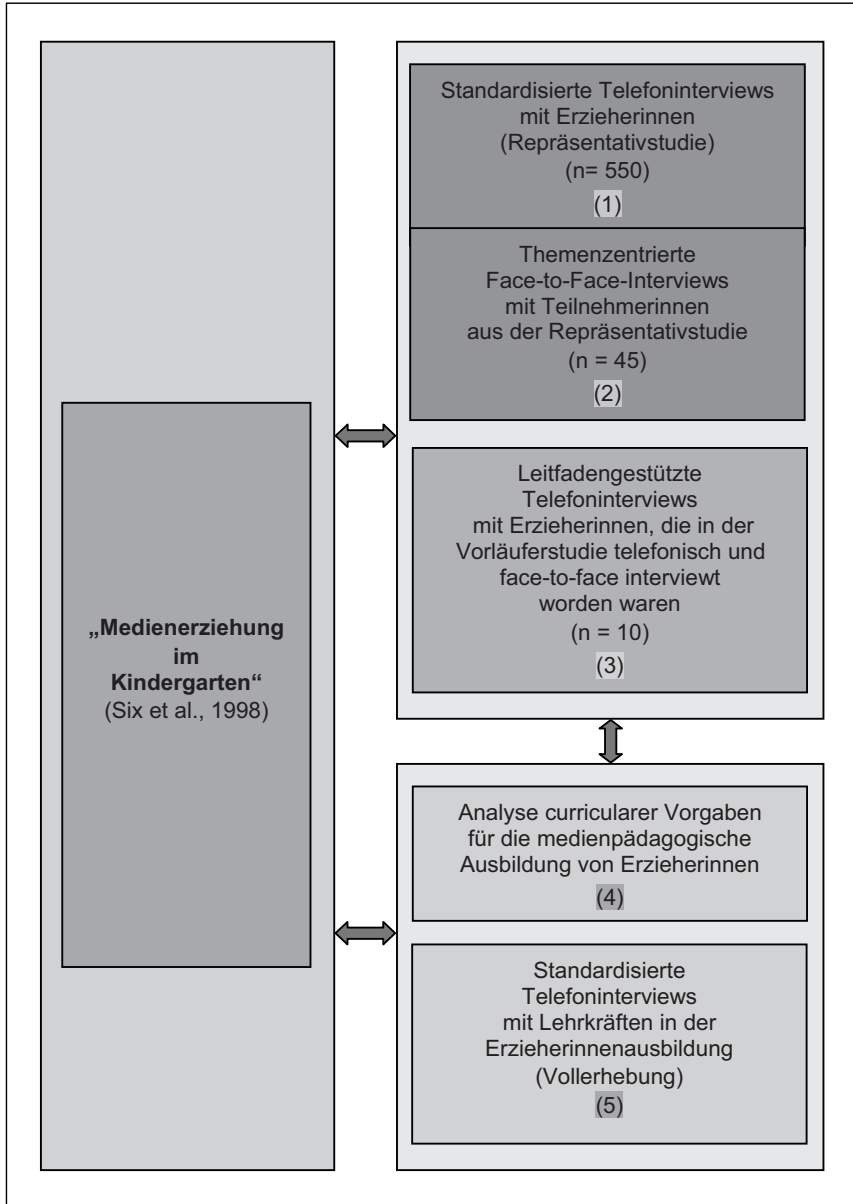 „Medienerziehung
im
Kindergarten“
(Six et al., 1998)
Standardisierte Telefoninterviews
mit Erzieherinnen
(Repräsentativstudie)
(n= 550)
(1)
Themenzentrierte
Face-to-Face-Interviews
mit Teilnehmerinnen
aus der Repräsentativstudie
(n = 45)
(2)
Leitfadengestützte
Telefoninterviews
mit Erzieherinnen, die in der
Vorläuferstudie telefonisch und
face-to-face interviewt
worden waren
(n = 10)
(3)
Analyse curricularer Vorgaben
für die medienpädagogische
Ausbildung von Erzieherinnen
(4)
Standardisierte
Telefoninterviews
mit Lehrkräften in der
Erzieherinnenausbildung
(Vollerhebung)
(5)